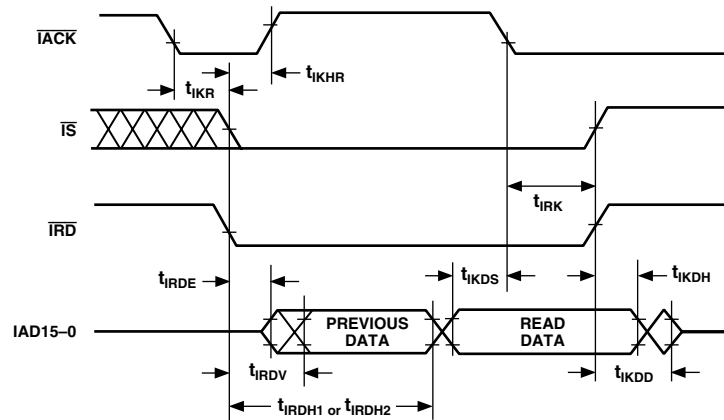 IACK
tIKHR
tIKR
IS
tIRK
IRD
tIRDE
tIKDS
tIKDH
IAD15–0
PREVIOUS DATA
READ DATA
tIRDV
tIKDD
tIRDH1 or tIRDH2